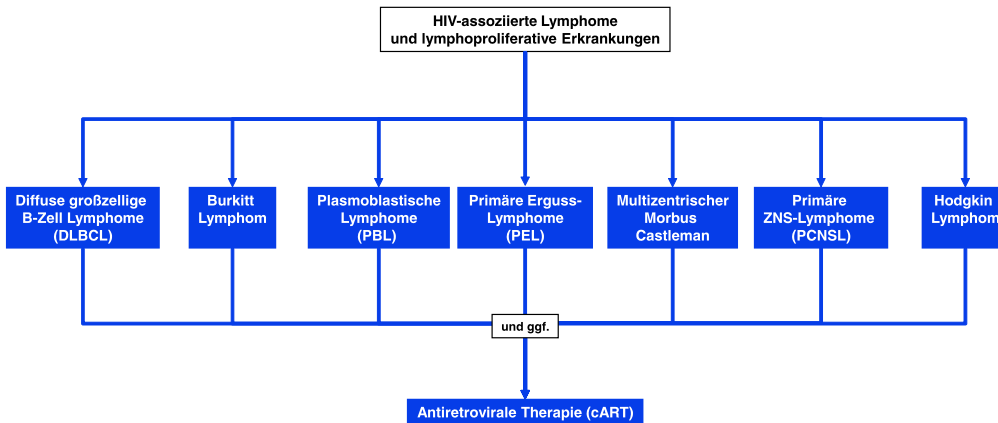 HIV-assoziierte Lymphome
und lymphoproliferative Erkrankungen
Diffuse großzellige
B-Zell Lymphome
(DLBCL)
Burkitt
Lymphom
Plasmoblastische
Lymphome
(PBL)
Primäre Erguss-
Lymphome
(PEL)
Multizentrischer
Morbus
Castleman
Primäre
ZNS-Lymphome
(PCNSL)
Hodgkin
Lymphom
und ggf.
Antiretrovirale Therapie (cART)